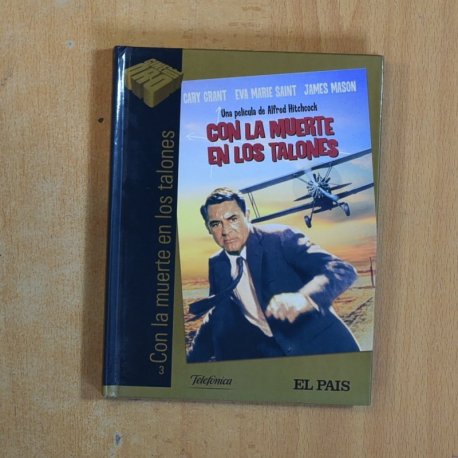 CARY GRANT EVA MARIE SAINT JAMES MASON
Una película de Alfred Hitchcock
CON LA MUERTE
EN LOS TALONES
3 Con la muerte en los talones
Telefónica
EL PAIS